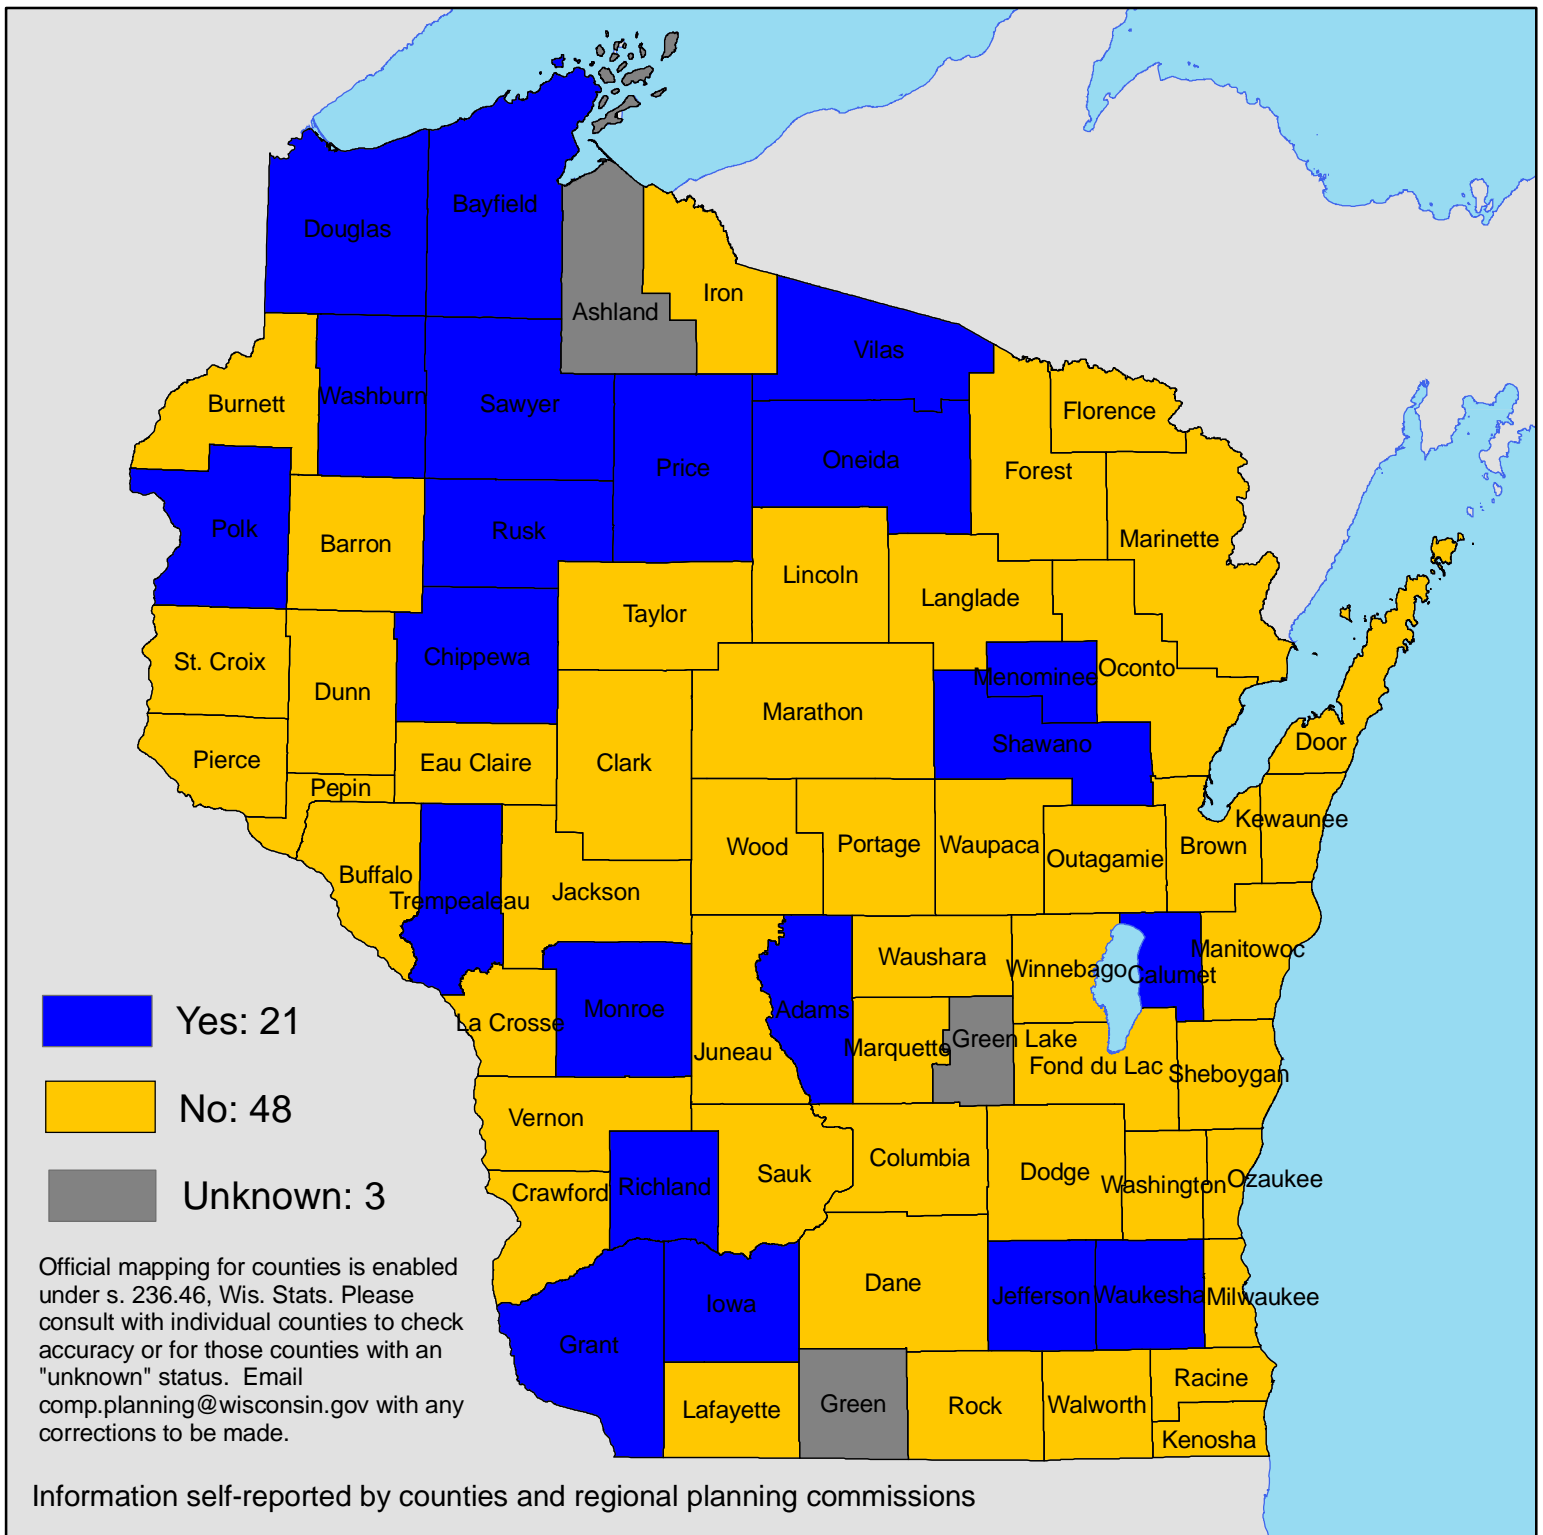 Bayfield
Douglas
Ashland
Iron
Vilas
Burnett
Washburn
Sawyer
Florence
Price
Oneida
Forest
Polk
Barron
Rusk
Marinette
Lincoln
Langlade
Taylor
St. Croix
Chippewa
Menominee
Oconto
Dunn
Marathon
Shawano
Door
Pierce
Eau Claire
Clark
Pepin
Kewaunee
Wood
Portage
Waupaca
Outagamie
Brown
Buffalo
Trempealeau
Jackson
Waushara
Winnebago
Calumet
Manitowoc
La Crosse
Monroe
Juneau
Adams
Marquette
Green Lake
Fond du Lac
Sheboygan
Vernon
Columbia
Sauk
Dodge
Crawford
Richland
Washington
Ozaukee
Dane
Iowa
Jefferson
Waukesha
Milwaukee
Grant
Lafayette
Green
Rock
Walworth
Racine
Kenosha
Yes: 21
No: 48
Unknown: 3
Official mapping for counties is enabled
under s. 236.46, Wis. Stats. Please
consult with individual counties to check
accuracy or for those counties with an
"unknown" status.  Email
comp.planning@wisconsin.gov with any
corrections to be made.
Information self-reported by counties and regional planning commissions